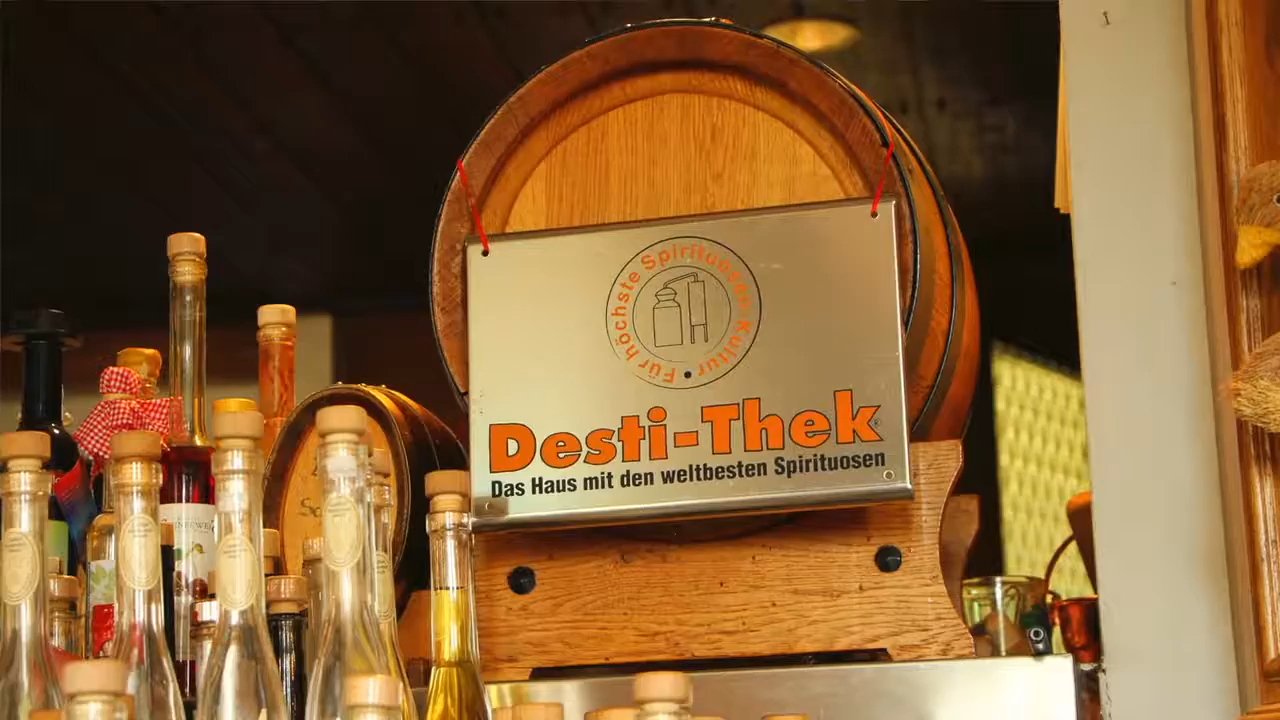 Für höchste Spirituosen-Kultur •
Desti-Thek®
Das Haus mit den weltbesten Spirituosen